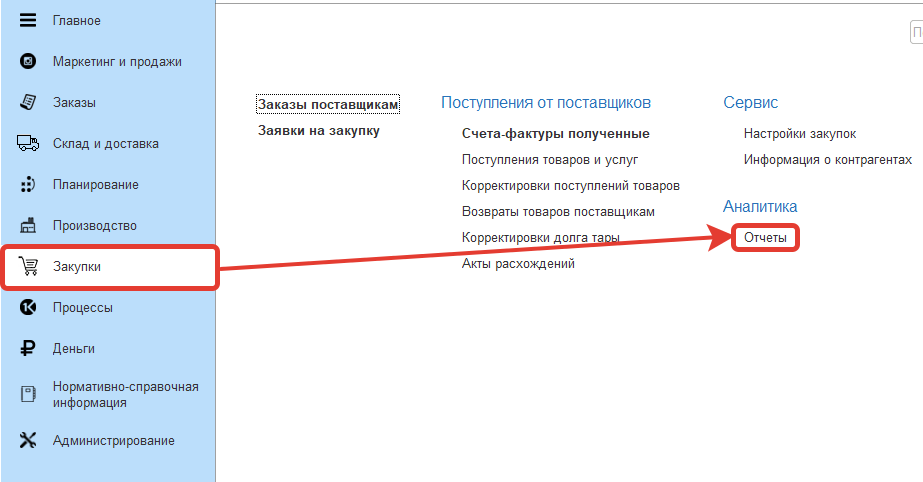 Главное
Маркетинг и продажи
Заказы
Склад и доставка
Планирование
Производство
Закупки
Процессы
Деньги
Нормативно-справочная
информация
Администрирование
Заказы поставщикам
Заявки на закупку
Поступления от поставщиков
Счета-фактуры полученные
Поступления товаров и услуг
Корректировки поступлений товаров
Возвраты товаров поставщикам
Корректировки долга тары
Акты расхождений
Сервис
Настройки закупок
Информация о контрагентах
Аналитика
Отчеты